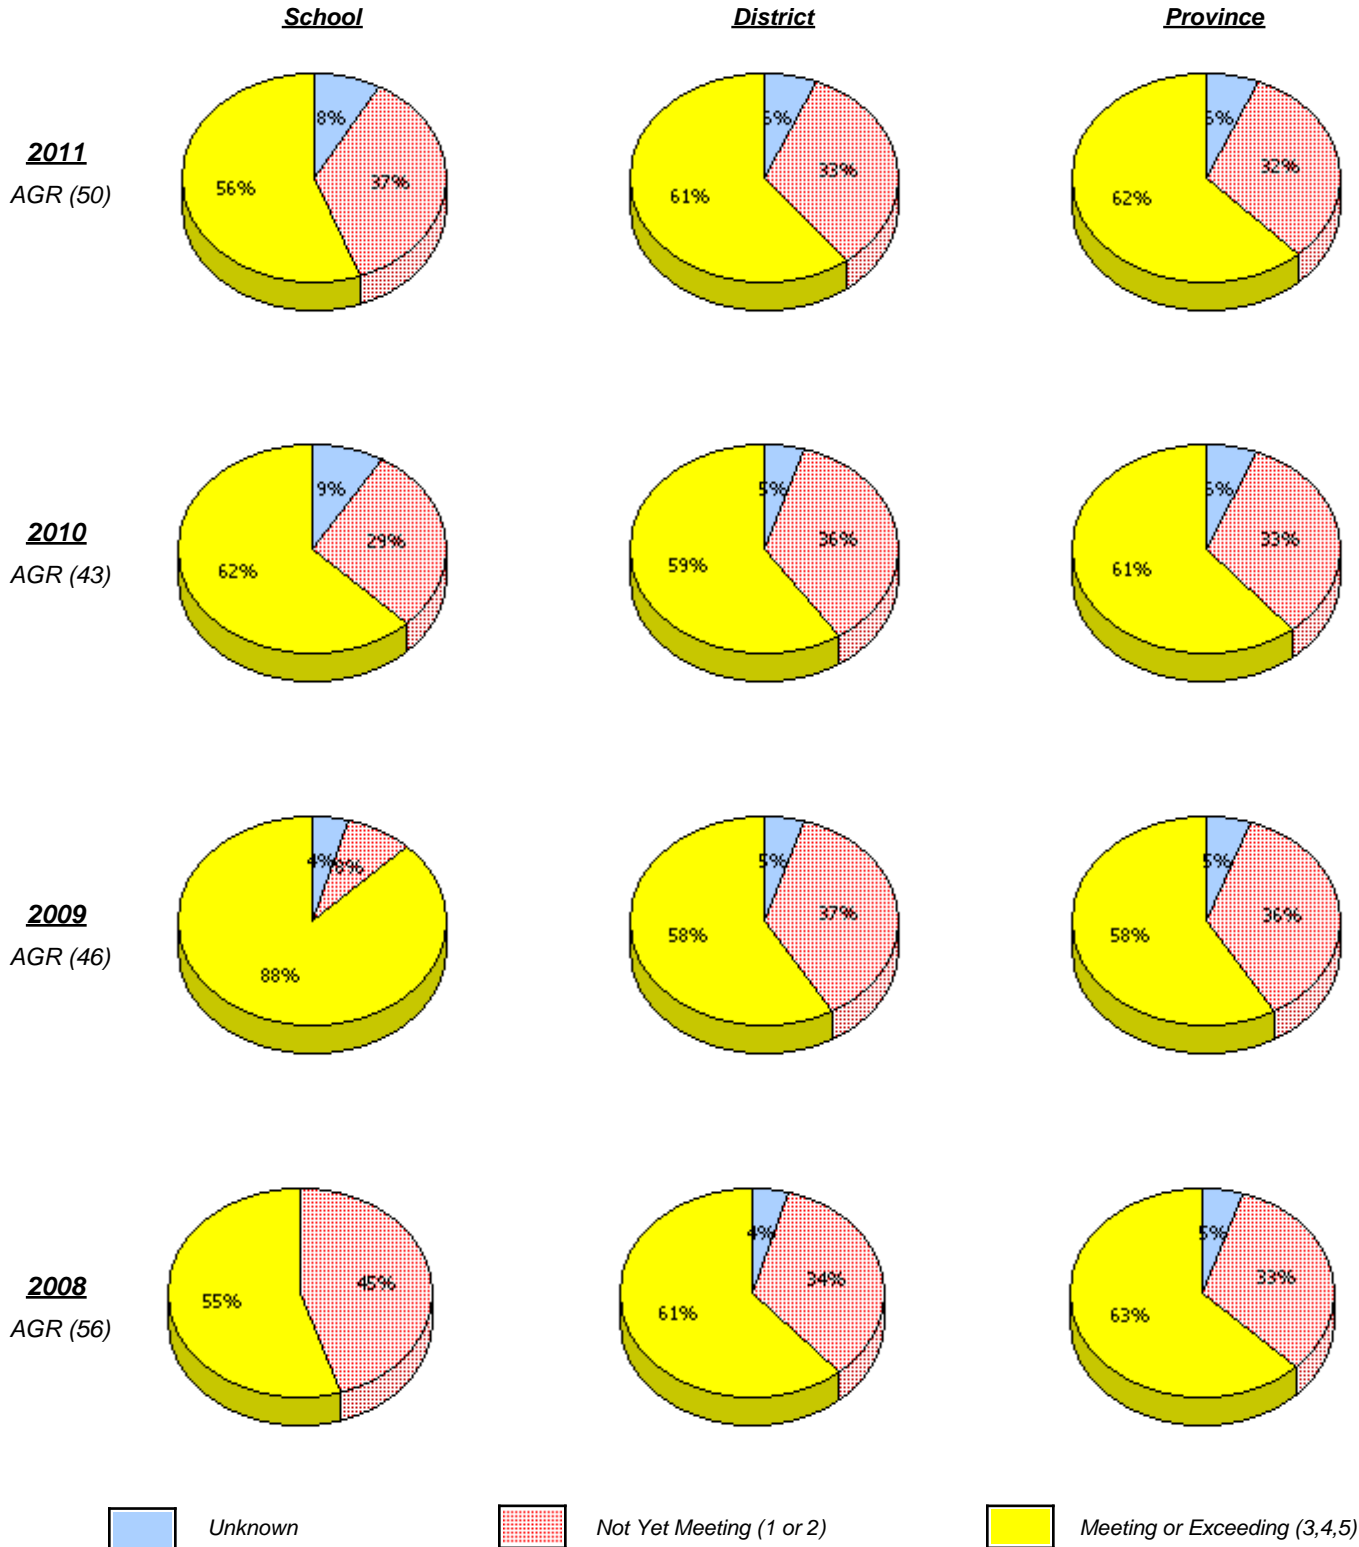 School District Province
8% 6% 6%
2011
37% 33% 32%
AGR (50)
56% 61% 62%
9% 5% 6%
2010
29% 36% 33%
AGR (43)
62% 59% 61%
4% 8% 5% 5%
2009
37% 36%
AGR (46)
88% 58% 58%
4% 5%
2008
45% 34% 33%
AGR (56)
55% 61% 63%
Unknown Not Yet Meeting (1 or 2) Meeting or Exceeding (3,4,5)